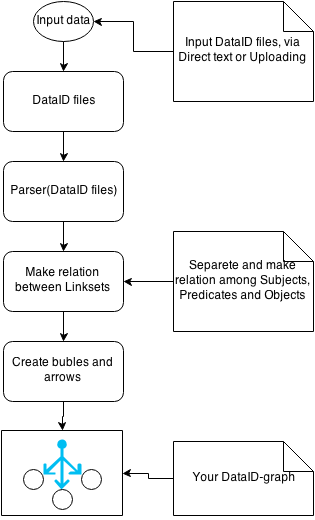 Input data
Input DataID files, via
Direct text or Uploading
DataID files
Parser(DataID files)
Make relation
between Linksets
Separete and make
relation among Subjects,
Predicates and Objects
Create bubles and
arrows
Your DataID-graph